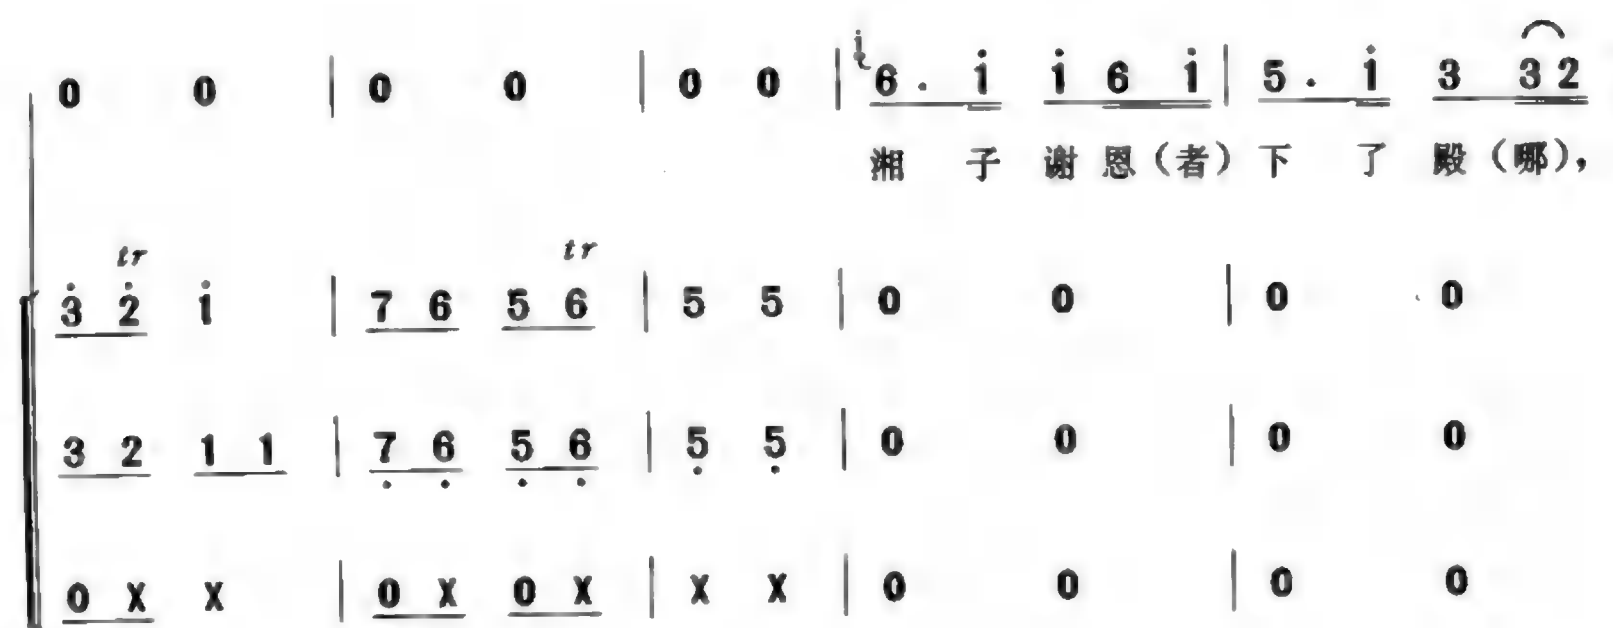 0 0 | 0 0 | 0 0 | i 6 . i̇ i̇ 6 i̇ | 5 . i̇ 3 3 2
湘 子 谢 恩（者）下 了 殿（哪），
tr tr
3̇ 2̇ i̇ | 7 6 5 6 | 5 5 | 0 0 | 0 0
3 2 1 1 | 7̣ 6̣ 5̣ 6̣ | 5̣ 5̣ | 0 0 | 0 0
0 X X | 0 X 0 X | X X | 0 0 | 0 0